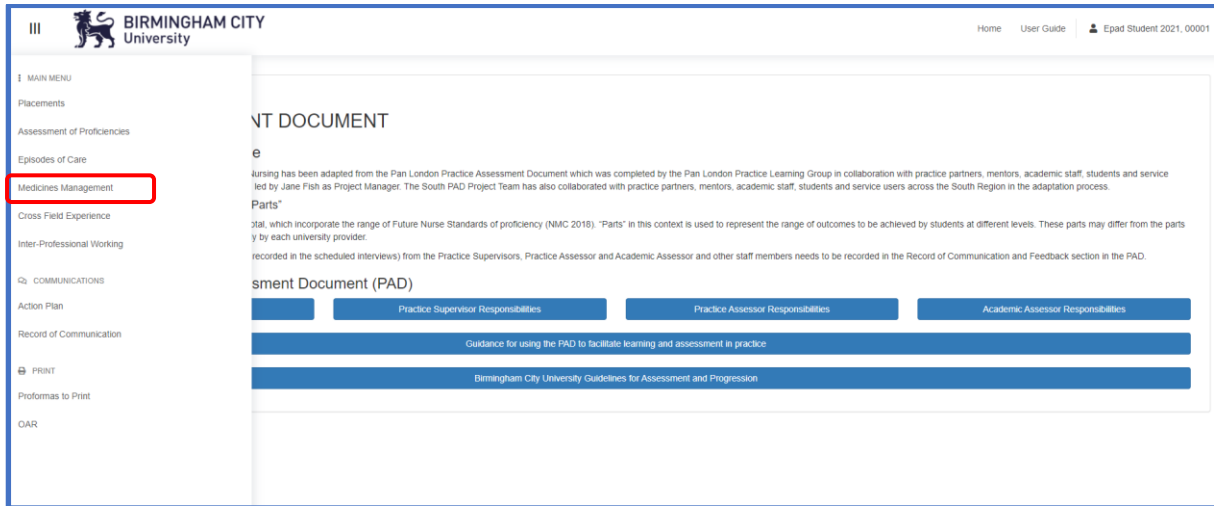 BIRMINGHAM CITY
University
Home User Guide Epad Student 2021, 00001
MAIN MENU
Placements
Assessment of Proficiencies
Episodes of Care
Medicines Management
Cross Field Experience
Inter-Professional Working
COMMUNICATIONS
Action Plan
Record of Communication
PRINT
Proformas to Print
OAR
NT DOCUMENT
e
Nursing has been adapted from the Pan London Practice Assessment Document which was completed by the Pan London Practice Learning Group in collaboration with practice partners, mentors, academic staff, students and service
led by Jane Fish as Project Manager. The South PAD Project Team has also collaborated with practice partners, mentors, academic staff, students and service users across the South Region in the adaptation process.
Parts"
otal, which incorporate the range of Future Nurse Standards of proficiency (NMC 2018). "Parts" in this context is used to represent the range of outcomes to be achieved by students at different levels. These parts may differ from the parts
y by each university provider.
recorded in the scheduled interviews) from the Practice Supervisors, Practice Assessor and Academic Assessor and other staff members needs to be recorded in the Record of Communication and Feedback section in the PAD.
sment Document (PAD)
Practice Supervisor Responsibilities
Practice Assessor Responsibilities
Academic Assessor Responsibilities
Guidance for using the PAD to facilitate learning and assessment in practice
Birmingham City University Guidelines for Assessment and Progression